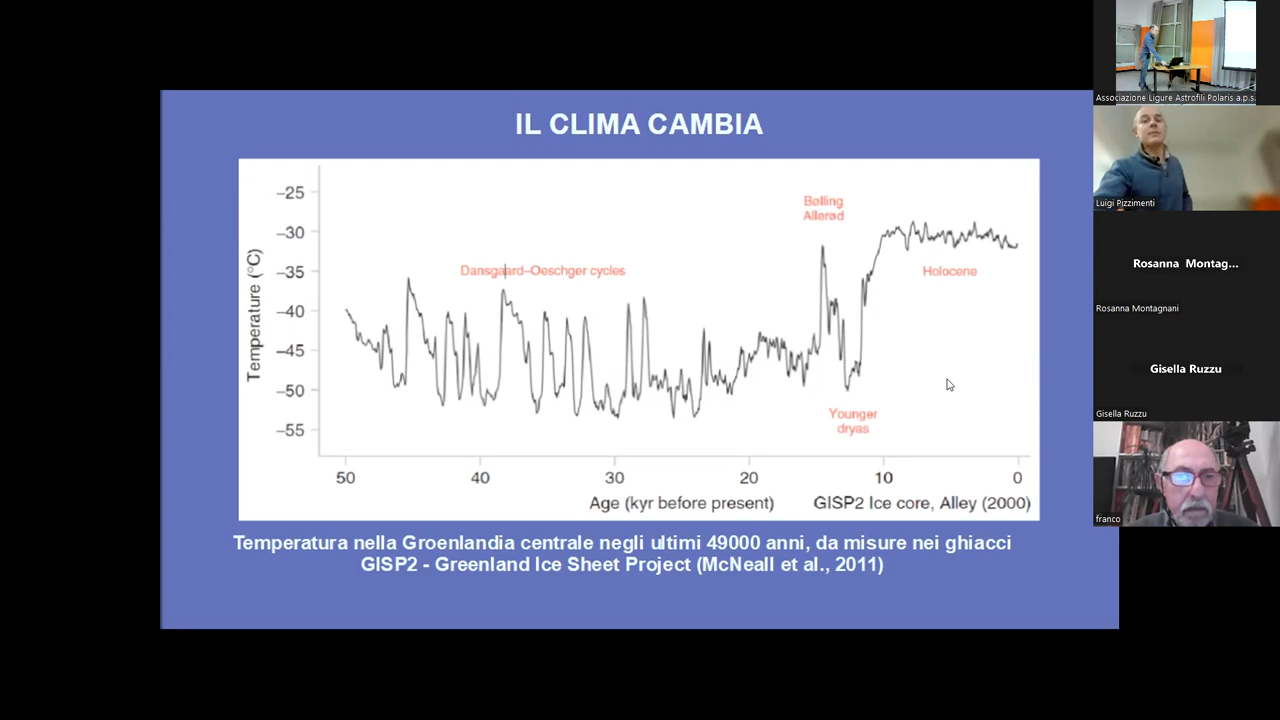 IL CLIMA CAMBIA
–25
–30
–35
–40
–45
–50
–55
Temperature (°C)
Bølling
Allerød
Dansgaard–Oeschger cycles
Holocene
Younger
dryas
50
40
30
20
10
0
Age (kyr before present)
GISP2 Ice core, Alley (2000)
Temperatura nella Groenlandia centrale negli ultimi 49000 anni, da misure nei ghiacci
GISP2 - Greenland Ice Sheet Project (McNeall et al., 2011)
Associazione Ligure Astrofili Polaris a.p.s.
Luigi Pizzimenti
Rosanna Montag...
Rosanna Montagnani
Gisella Ruzzu
Gisella Ruzzu
franco